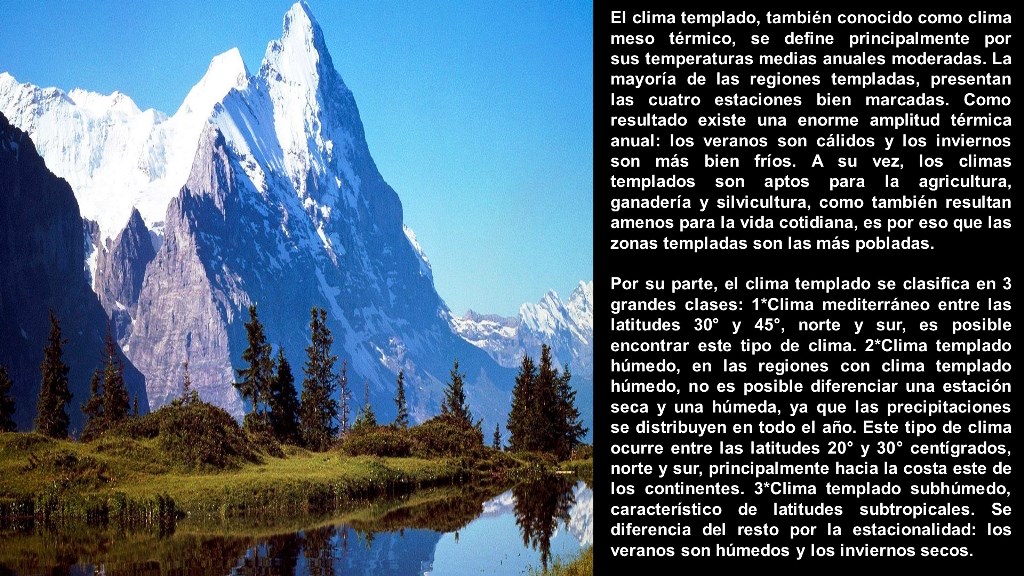 El clima templado, también conocido como clima
meso térmico, se define principalmente por
sus temperaturas medias anuales moderadas. La
mayoría de las regiones templadas, presentan
las cuatro estaciones bien marcadas. Como
resultado existe una enorme amplitud térmica
anual: los veranos son cálidos y los inviernos
son más bien fríos. A su vez, los climas
templados son aptos para la agricultura,
ganadería y silvicultura, como también resultan
amenos para la vida cotidiana, es por eso que las
zonas templadas son las más pobladas.
Por su parte, el clima templado se clasifica en 3
grandes clases: 1*Clima mediterráneo entre las
latitudes 30° y 45°, norte y sur, es posible
encontrar este tipo de clima. 2*Clima templado
húmedo, en las regiones con clima templado
húmedo, no es posible diferenciar una estación
seca y una húmeda, ya que las precipitaciones
se distribuyen en todo el año. Este tipo de clima
ocurre entre las latitudes 20° y 30° centígrados,
norte y sur, principalmente hacia la costa este de
los continentes. 3*Clima templado subhúmedo,
característico de latitudes subtropicales. Se
diferencia del resto por la estacionalidad: los
veranos son húmedos y los inviernos secos.